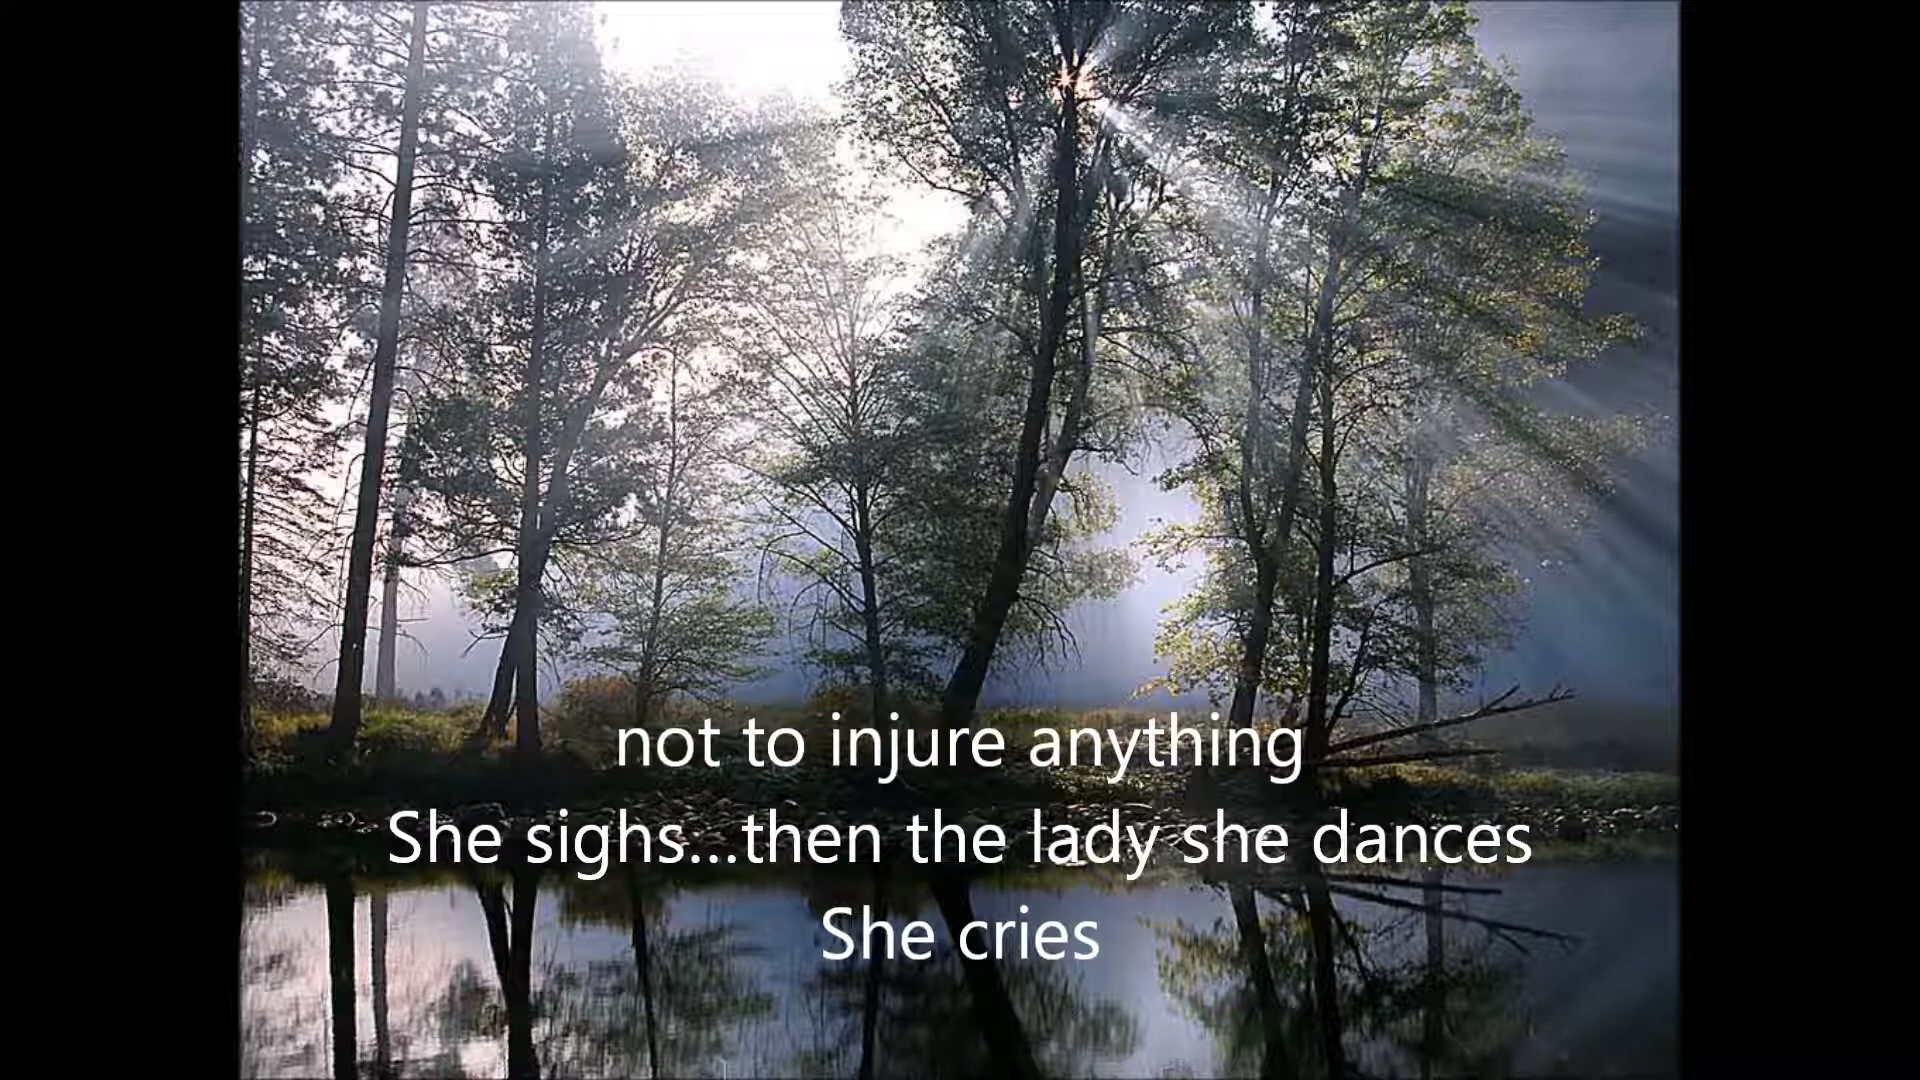 not to injure anything
She sighs...then the lady she dances
She cries